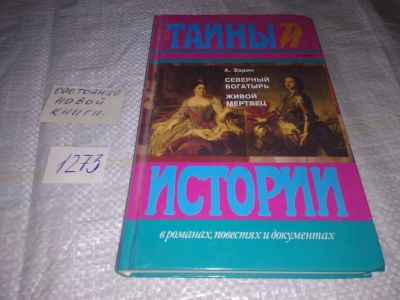 ТАЙНЫ
А. Зарин
СЕВЕРНЫЙ
БОГАТЫРЬ
ЖИВОЙ
МЕРТВЕЦ
ИСТОРИИ
в романах, повестях и документах
состояние
новой
книги.
1273